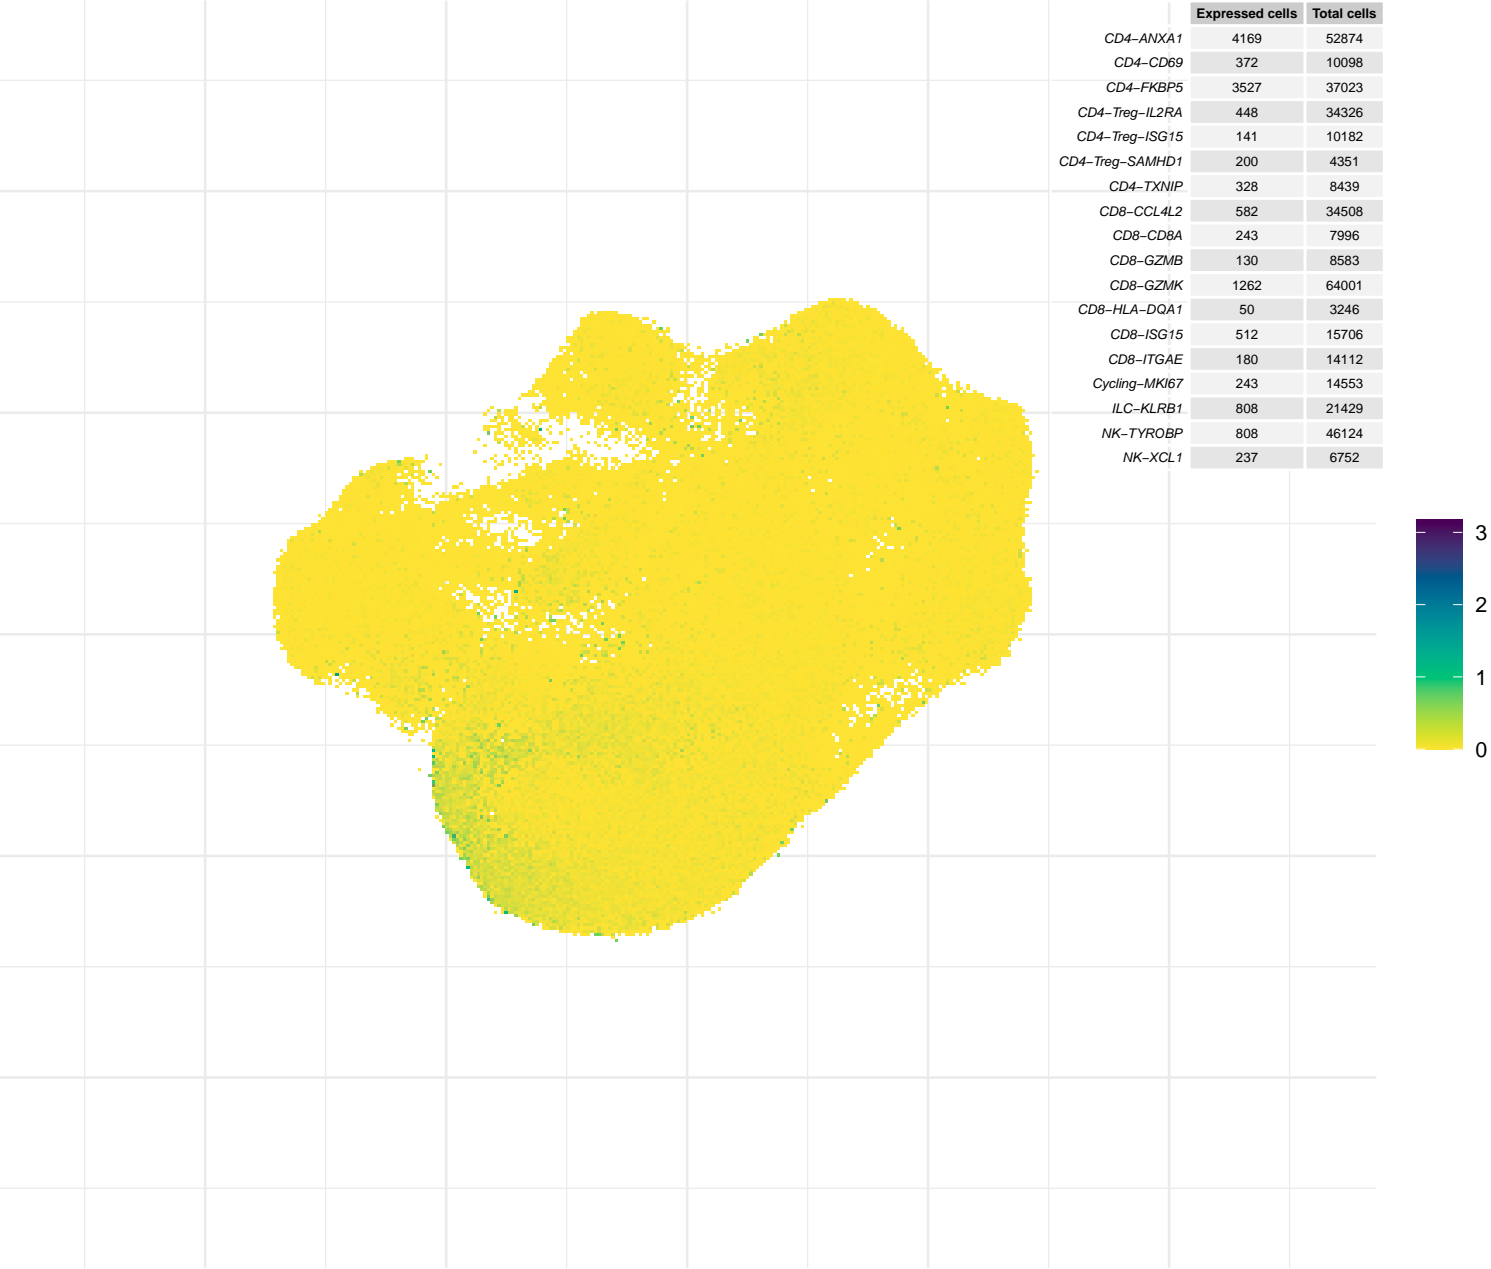 Expressed cells Total cells
CD4−ANXA1 4169 52874
CD4−CD69 372 10098
CD4−FKBP5 3527 37023
CD4−Treg−IL2RA 448 34326
CD4−Treg−ISG15 141 10182
CD4−Treg−SAMHD1 200 4351
CD4−TXNIP 328 8439
CD8−CCL4L2 582 34508
CD8−CD8A 243 7996
CD8−GZMB 130 8583
CD8−GZMK 1262 64001
CD8−HLA−DQA1 50 3246
CD8−ISG15 512 15706
CD8−ITGAE 180 14112
Cycling−MKI67 243 14553
ILC−KLRB1 808 21429
NK−TYROBP 808 46124
NK−XCL1 237 6752
3
2
1
0